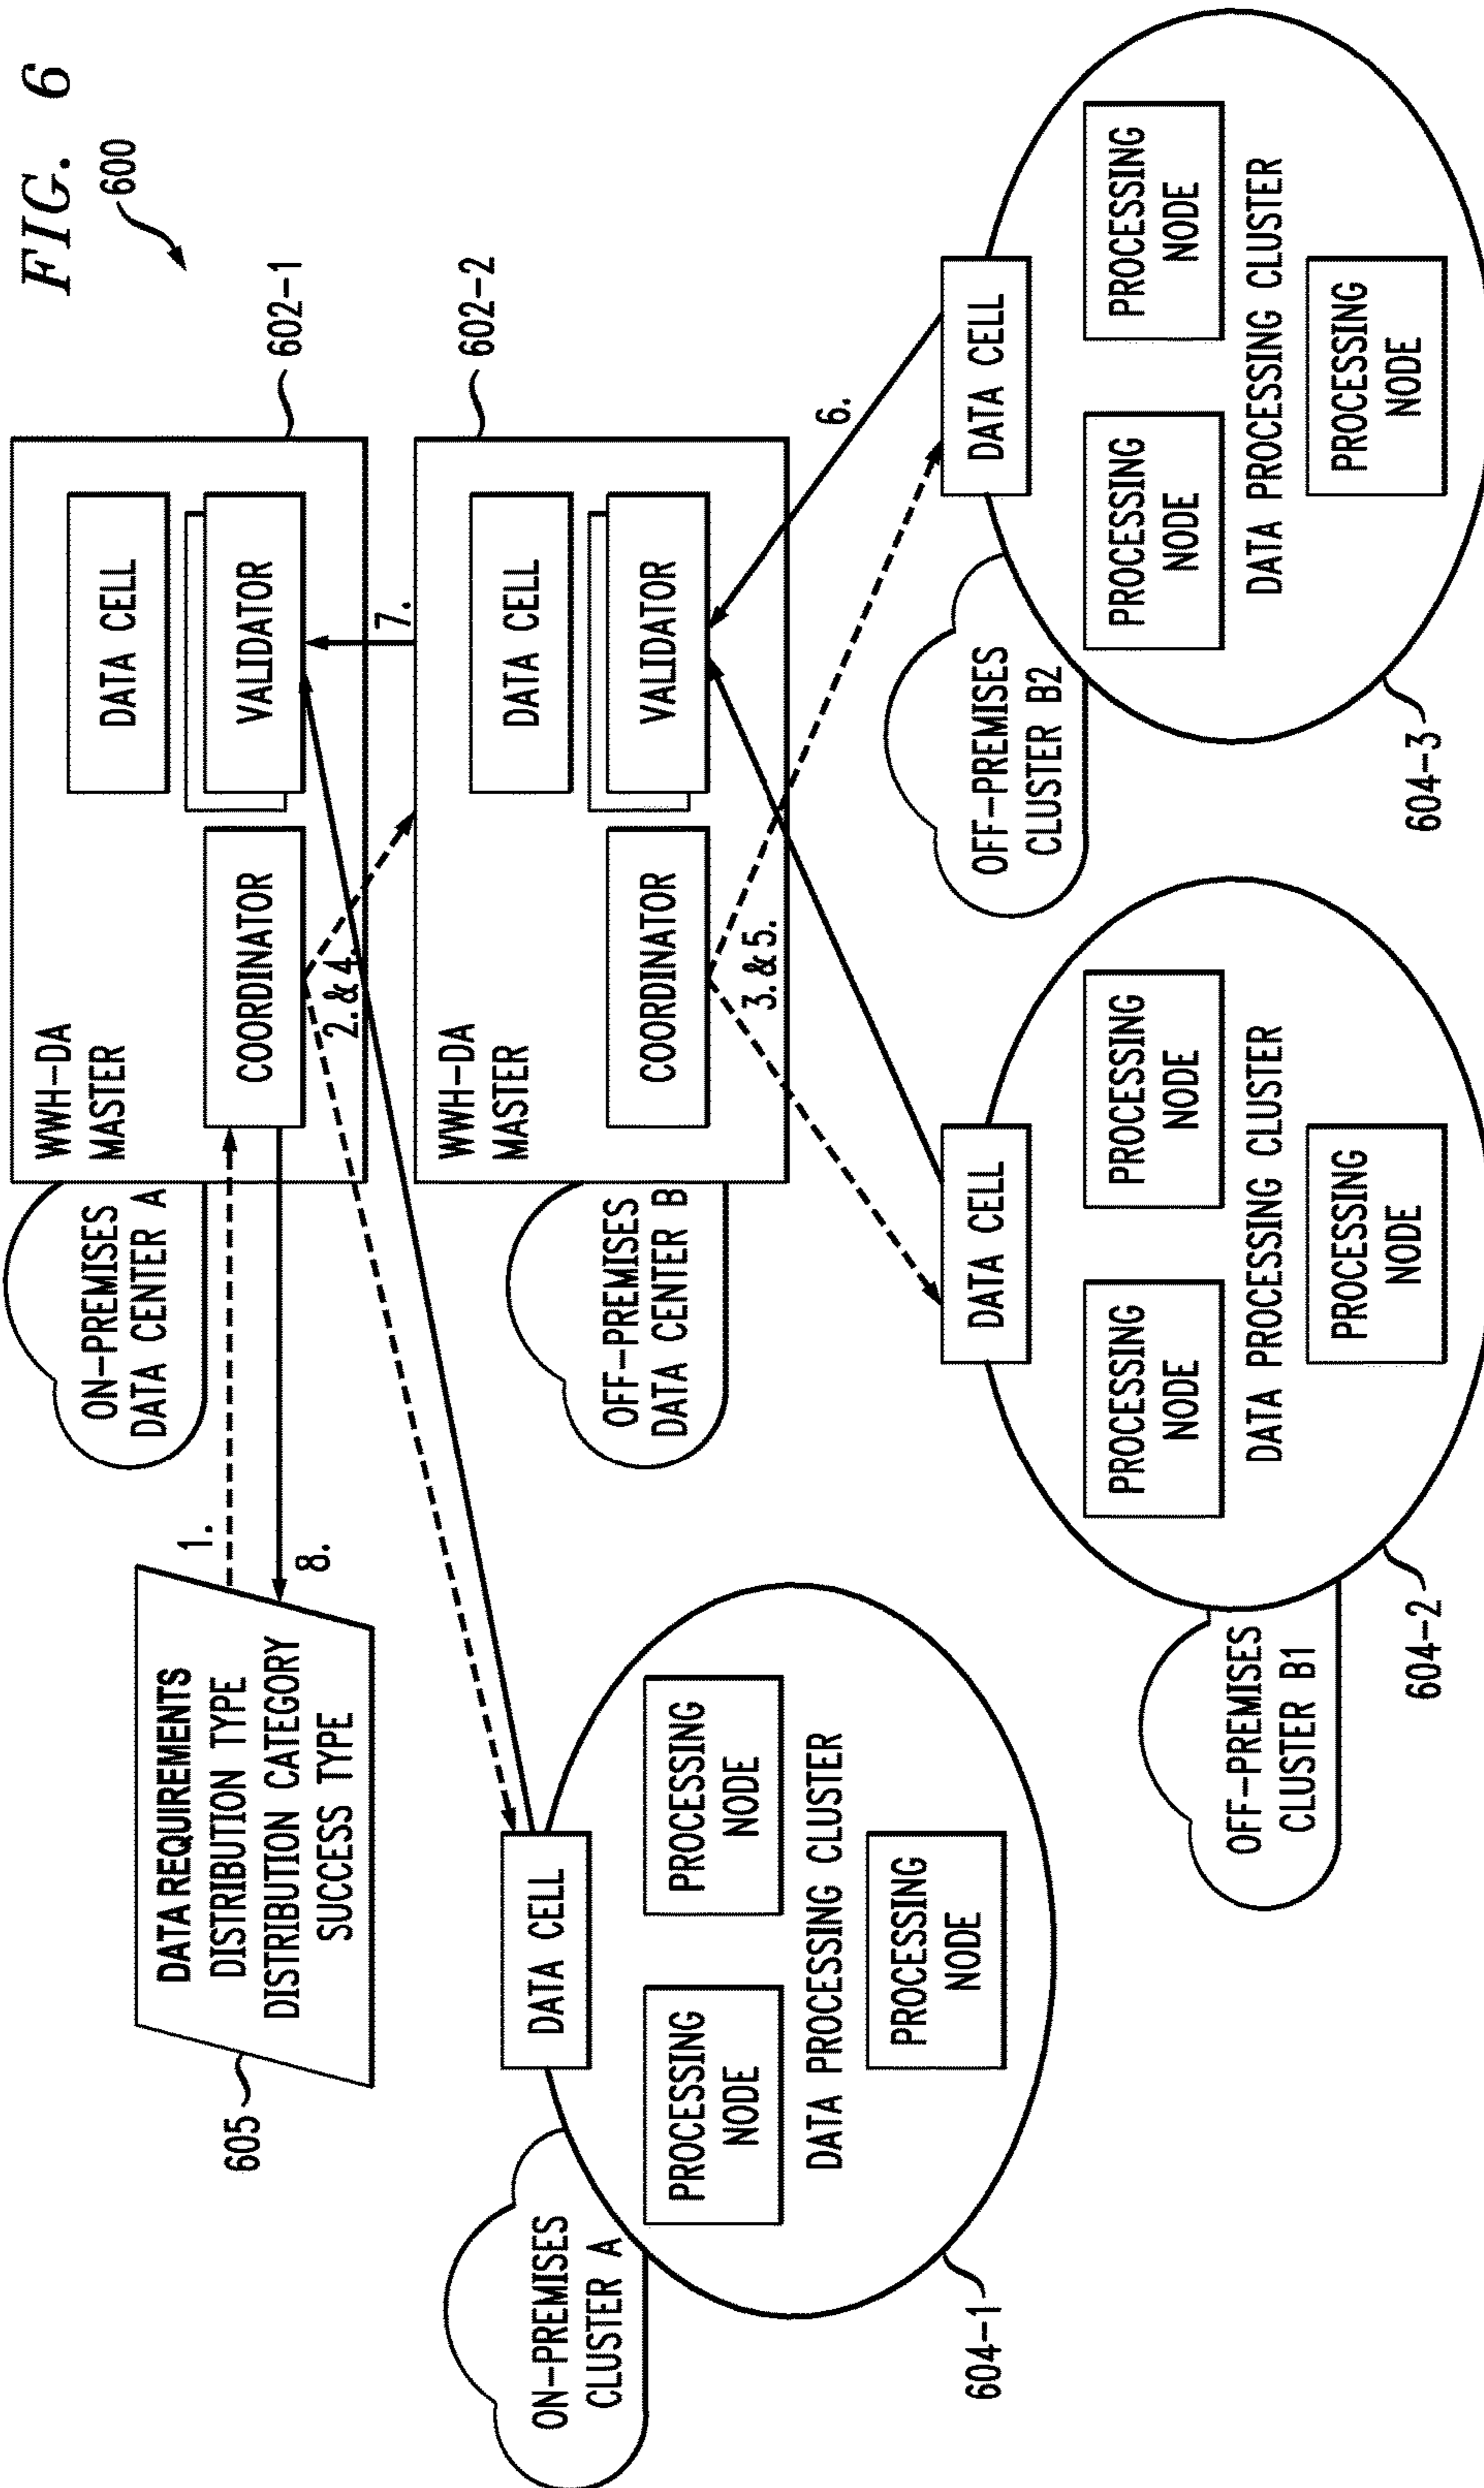 FIG. 6
600
605
DATA REQUIREMENTS
DISTRIBUTION TYPE
DISTRIBUTION CATEGORY
SUCCESS TYPE
1.
8.
ON-PREMISES
DATA CENTER A
WWH-DA
MASTER
COORDINATOR
DATA CELL
VALIDATOR
602-1
2. & 4.
7.
OFF-PREMISES
DATA CENTER B
WWH-DA
MASTER
COORDINATOR
DATA CELL
VALIDATOR
602-2
3. & 5.
6.
ON-PREMISES
CLUSTER A
DATA CELL
PROCESSING
NODE
PROCESSING
NODE
DATA PROCESSING CLUSTER
PROCESSING
NODE
604-1
OFF-PREMISES
CLUSTER B1
DATA CELL
PROCESSING
NODE
PROCESSING
NODE
DATA PROCESSING CLUSTER
PROCESSING
NODE
604-2
OFF-PREMISES
CLUSTER B2
DATA CELL
PROCESSING
NODE
PROCESSING
NODE
DATA PROCESSING CLUSTER
PROCESSING
NODE
604-3